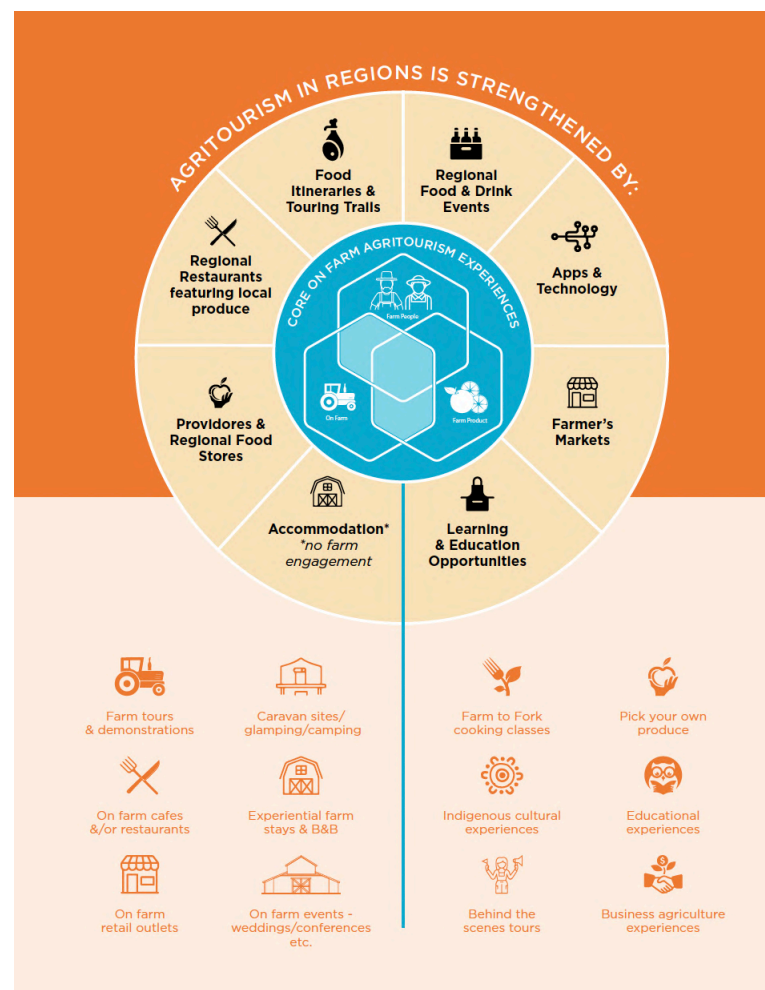 AGRITOURISM IN REGIONS IS STRENGTHENED BY:
Food
Itineraries &
Touring Trails
Regional
Food & Drink
Events
Apps &
Technology
Farmer's
Markets
Learning
& Education
Opportunities
Accommodation*
*no farm
engagement
Providores &
Regional Food
Stores
Regional
Restaurants
featuring local
produce
CORE ON FARM AGRITOURISM EXPERIENCES
Farm People
On Farm
Farm Product
Farm tours
& demonstrations
Caravan sites/
glamping/camping
Farm to Fork
cooking classes
Pick your own
produce
On farm cafes
&/or restaurants
Experiential farm
stays & B&B
Indigenous cultural
experiences
Educational
experiences
On farm
retail outlets
On farm events -
weddings/conferences
etc.
Behind the
scenes tours
Business agriculture
experiences